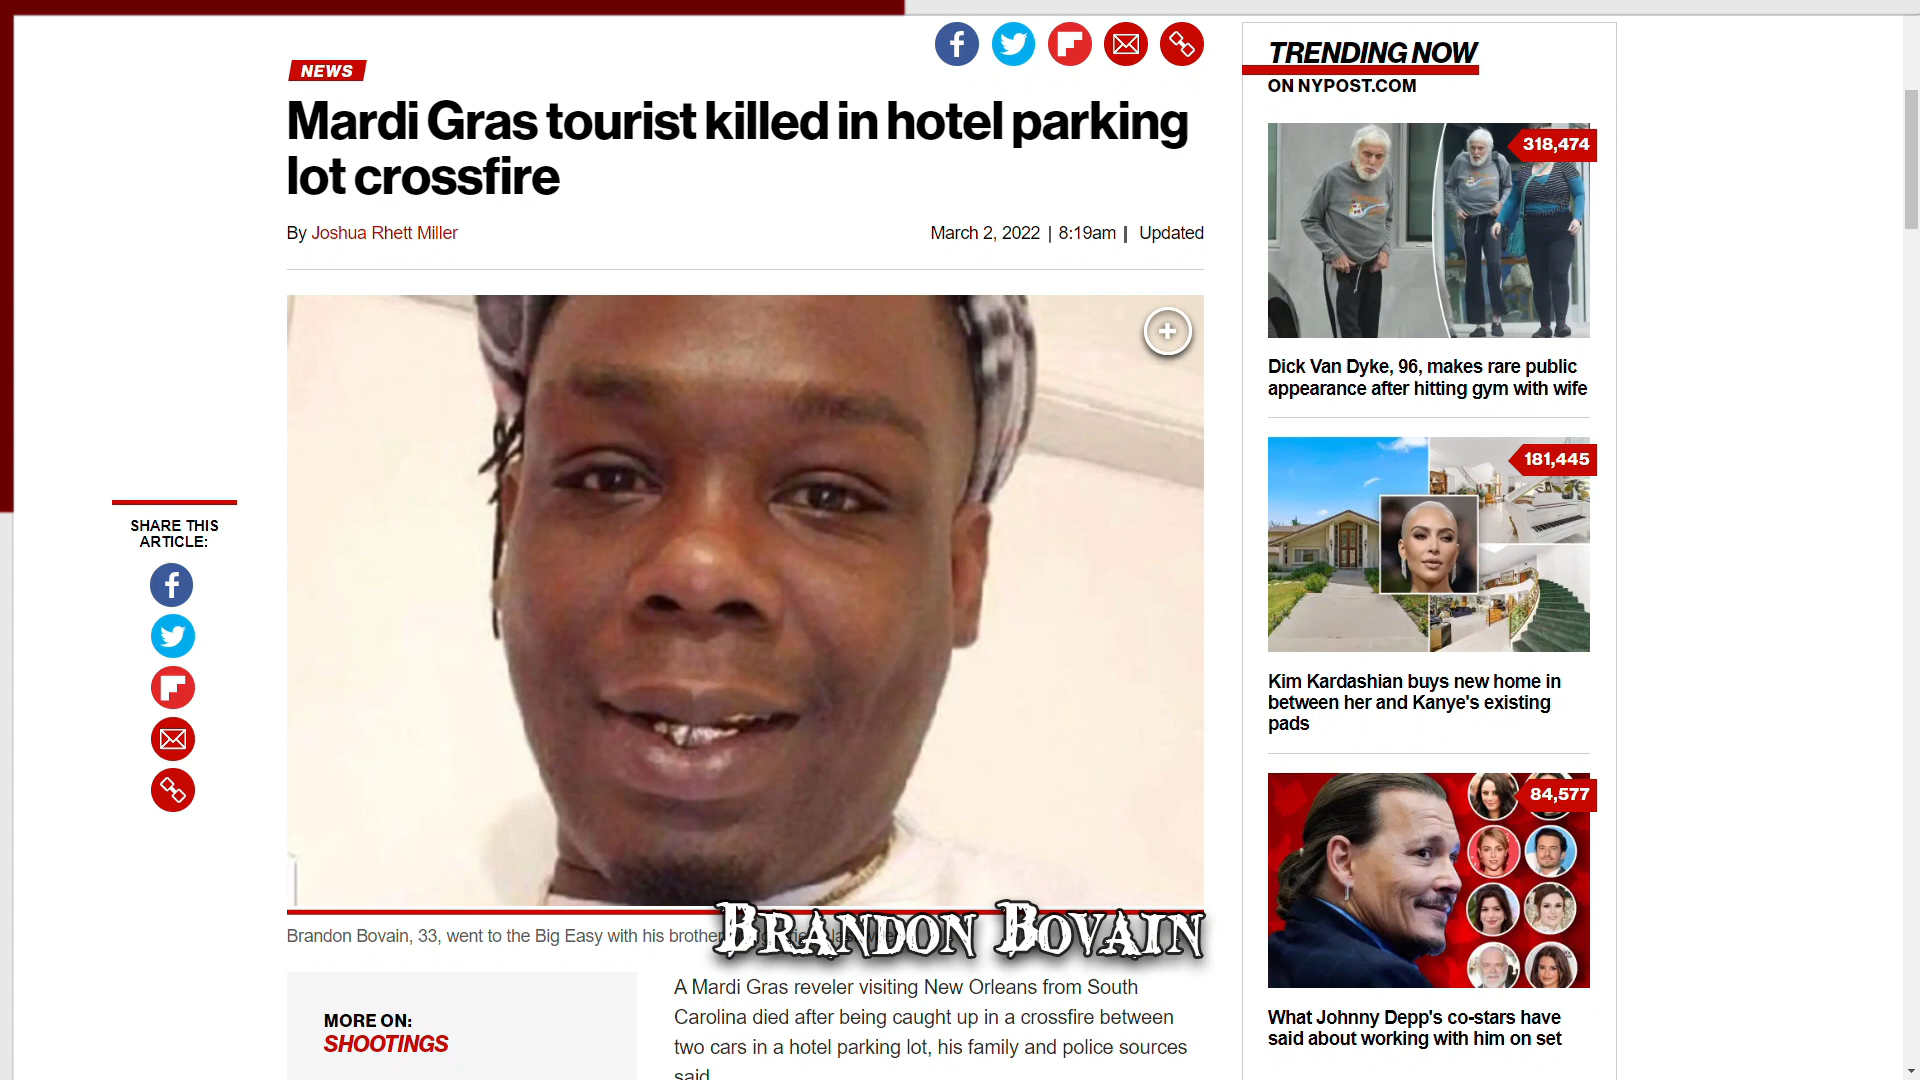 NEWS
Mardi Gras tourist killed in hotel parking
lot crossfire
By Joshua Rhett Miller
March 2, 2022 | 8:19am | Updated
SHARE THIS
ARTICLE:
Brandon Bovain, 33, went to the Big Easy with his brother
BRANDON BOVAIN
MORE ON:
SHOOTINGS
A Mardi Gras reveler visiting New Orleans from South
Carolina died after being caught up in a crossfire between
two cars in a hotel parking lot, his family and police sources
said
TRENDING NOW
ON NYPOST.COM
318,474
Dick Van Dyke, 96, makes rare public
appearance after hitting gym with wife
181,445
Kim Kardashian buys new home in
between her and Kanye's existing
pads
84,577
What Johnny Depp's co-stars have
said about working with him on set